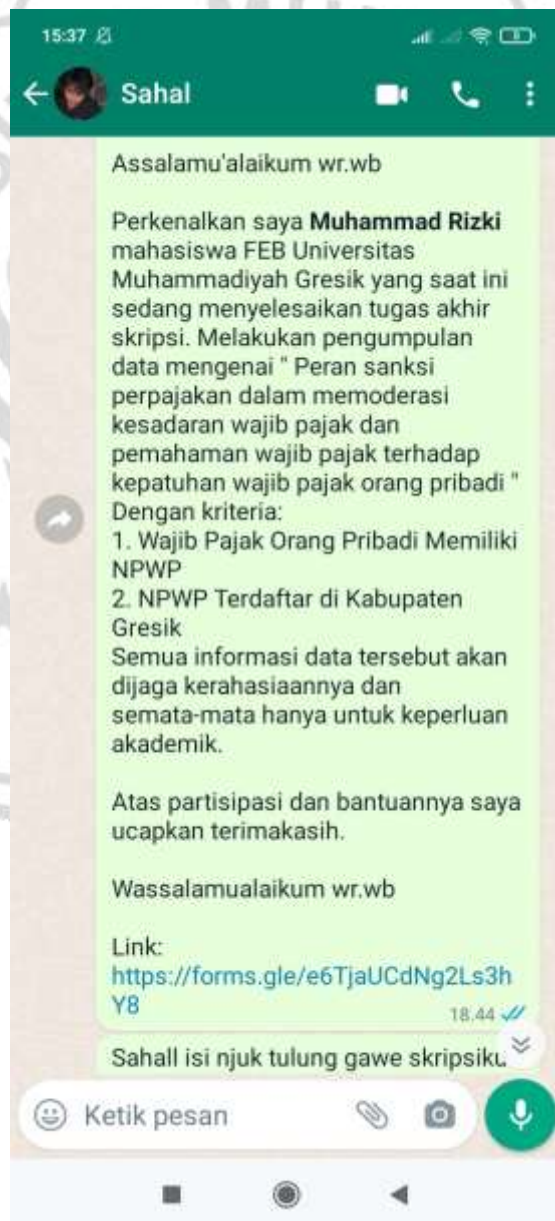 15:37
Sahal
Assalamu'alaikum wr.wb
Perkenalkan saya Muhammad Rizki
mahasiswa FEB Universitas
Muhammadiyah Gresik yang saat ini
sedang menyelesaikan tugas akhir
skripsi. Melakukan pengumpulan
data mengenai " Peran sanksi
perpajakan dalam memoderasi
kesadaran wajib pajak dan
pemahaman wajib pajak terhadap
kepatuhan wajib pajak orang pribadi "
Dengan kriteria:
1. Wajib Pajak Orang Pribadi Memiliki
NPWP
2. NPWP Terdaftar di Kabupaten
Gresik
Semua informasi data tersebut akan
dijaga kerahasiaannya dan
semata-mata hanya untuk keperluan
akademik.
Atas partisipasi dan bantuannya saya
ucapkan terimakasih.
Wassalamualaikum wr.wb
Link:
https://forms.gle/e6TjaUCdNg2Ls3h
Y8
18.44
Sahall isi njuk tulung gawe skripsiku
Ketik pesan